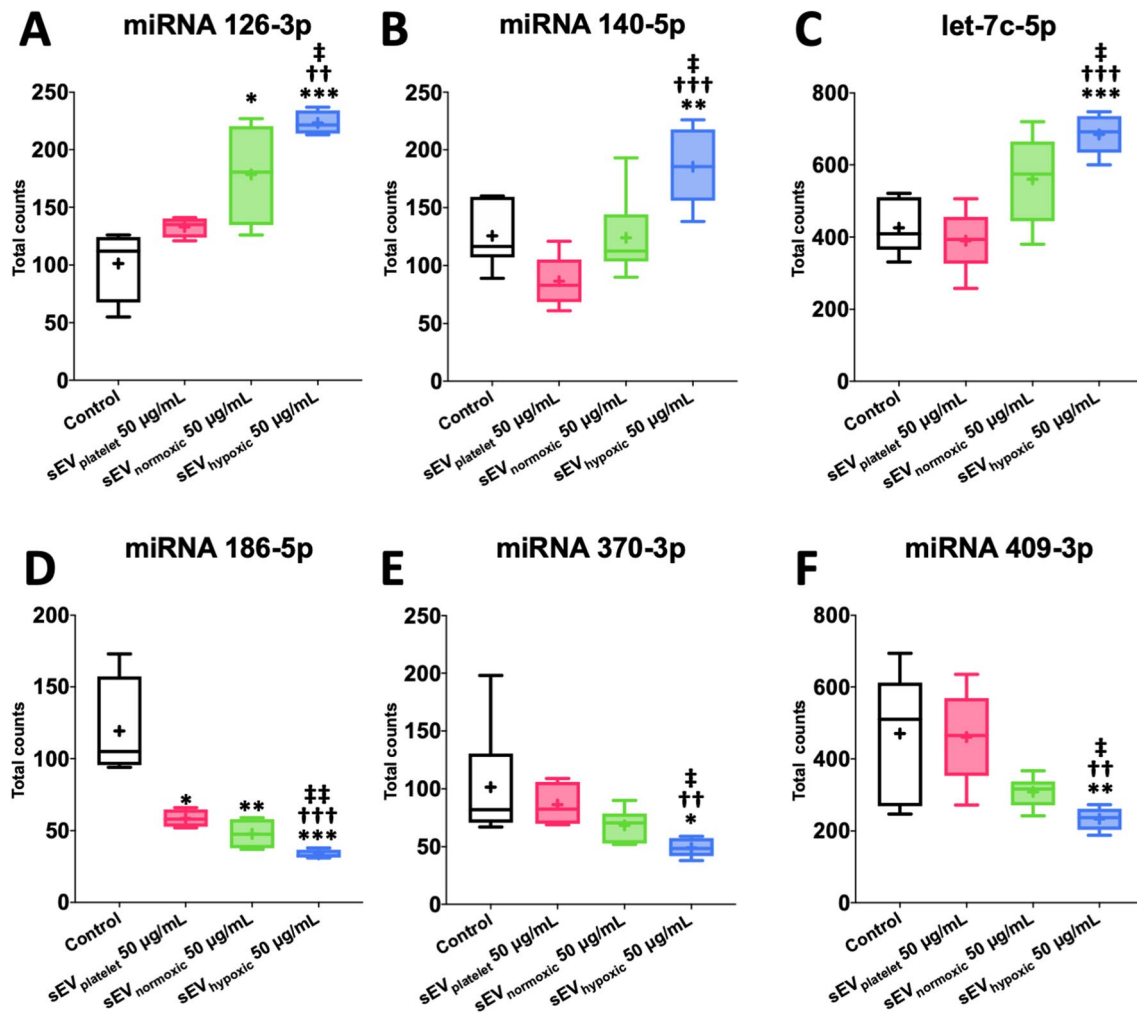 A
miRNA 126-3p
‡
††
***
*
Total counts
250
200
150
100
50
0
Control
sEV platelet 50 µg/mL
sEV normoxic 50 µg/mL
sEV hypoxic 50 µg/mL
B
miRNA 140-5p
‡
†††
**
Total counts
250
200
150
100
50
0
Control
sEV platelet 50 µg/mL
sEV normoxic 50 µg/mL
sEV hypoxic 50 µg/mL
C
let-7c-5p
‡
†††
***
Total counts
800
600
400
200
0
Control
sEV platelet 50 µg/mL
sEV normoxic 50 µg/mL
sEV hypoxic 50 µg/mL
D
miRNA 186-5p
‡‡
†††
***
**
*
Total counts
200
150
100
50
0
Control
sEV platelet 50 µg/mL
sEV normoxic 50 µg/mL
sEV hypoxic 50 µg/mL
E
miRNA 370-3p
‡
††
*
Total counts
250
200
150
100
50
0
Control
sEV platelet 50 µg/mL
sEV normoxic 50 µg/mL
sEV hypoxic 50 µg/mL
F
miRNA 409-3p
‡
††
**
Total counts
800
600
400
200
0
Control
sEV platelet 50 µg/mL
sEV normoxic 50 µg/mL
sEV hypoxic 50 µg/mL